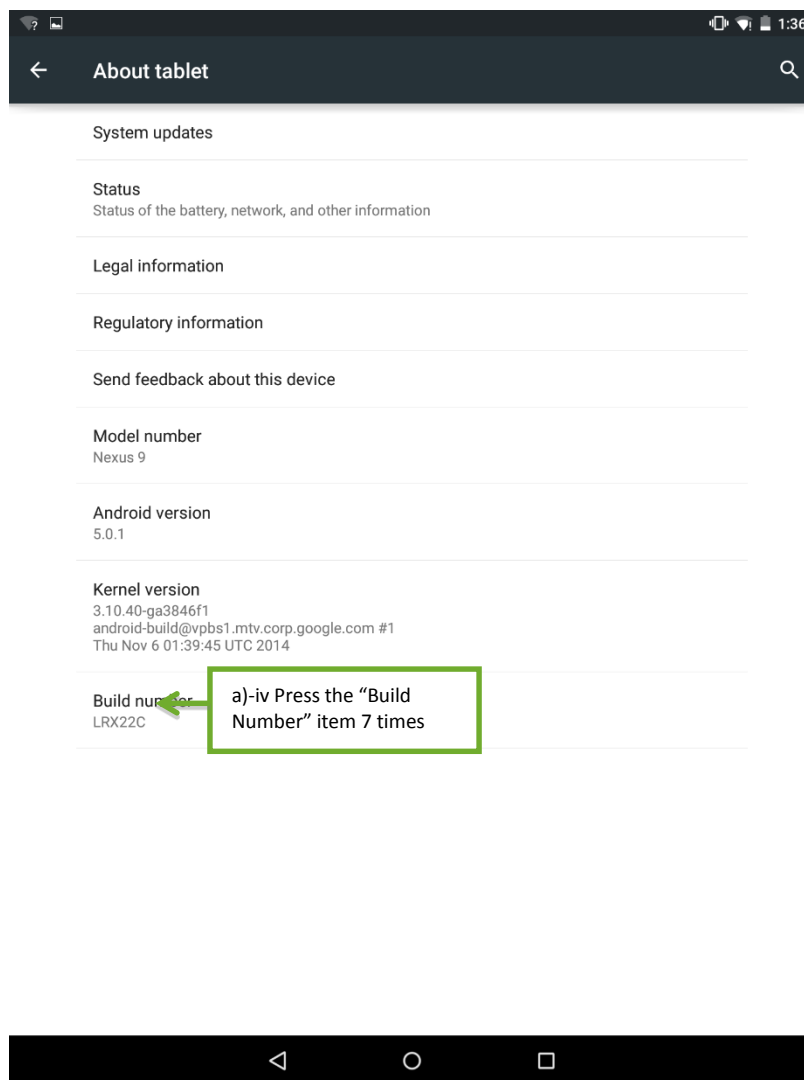 1:36
About tablet
System updates
Status
Status of the battery, network, and other information
Legal information
Regulatory information
Send feedback about this device
Model number
Nexus 9
Android version
5.0.1
Kernel version
3.10.40-ga3846f1
android-build@vpbs1.mtv.corp.google.com #1
Thu Nov 6 01:39:45 UTC 2014
Build number
LRX22C
a)-iv Press the “Build
Number” item 7 times